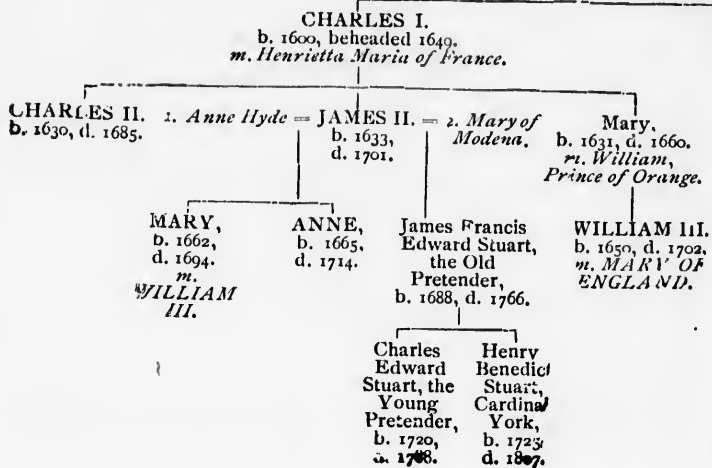 CHARLES I.
b. 1600, beheaded 1649.
m. Henrietta Maria of France.
CHARLES II.
b. 1630, d. 1685.
1. Anne Hyde = JAMES II. = 2. Mary of
Modena.
b. 1633,
d. 1701.
Mary,
b. 1631, d. 1660.
m. William,
Prince of Orange.
MARY,
b. 1662,
d. 1694.
m.
WILLIAM
III.
ANNE,
b. 1665.
d. 1714.
James Francis
Edward Stuart,
the Old
Pretender,
b. 1688, d. 1766.
WILLIAM III.
b. 1650, d. 1702.
m. MARY OF
ENGLAND.
Charles
Edward
Stuart, the
Young
Pretender,
b. 1720,
Henry
Benedict
Stuart,
Cardinal
York,
b. 1725,
d. 1807.